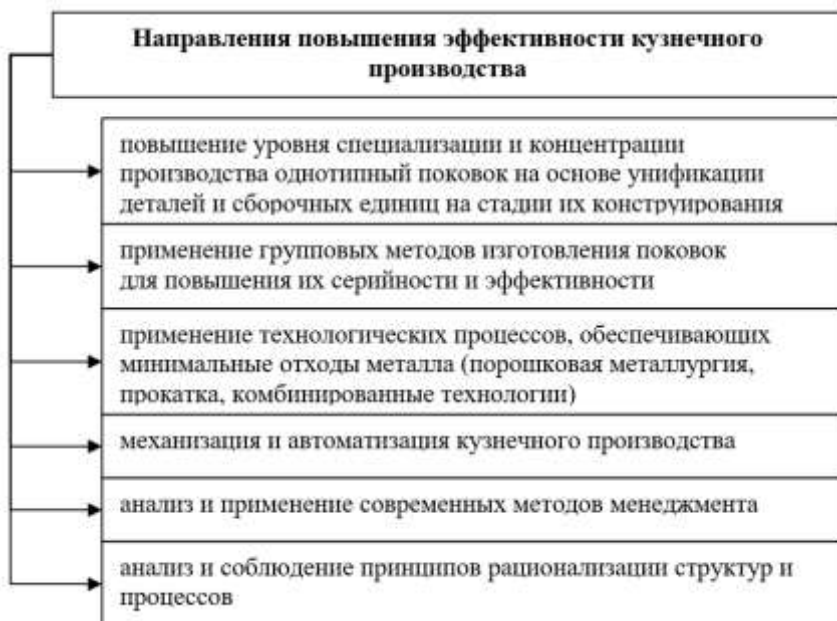 Направления повышения эффективности кузнечного
производства
повышение уровня специализации и концентрации
производства однотипный поковок на основе унификации
деталей и сборочных единиц на стадии их конструирования
применение групповых методов изготовления поковок
для повышения их серийности и эффективности
применение технологических процессов, обеспечивающих
минимальные отходы металла (порошковая металлургия,
прокатка, комбинированные технологии)
механизация и автоматизация кузнечного производства
анализ и применение современных методов менеджмента
анализ и соблюдение принципов рационализации структур и
процессов